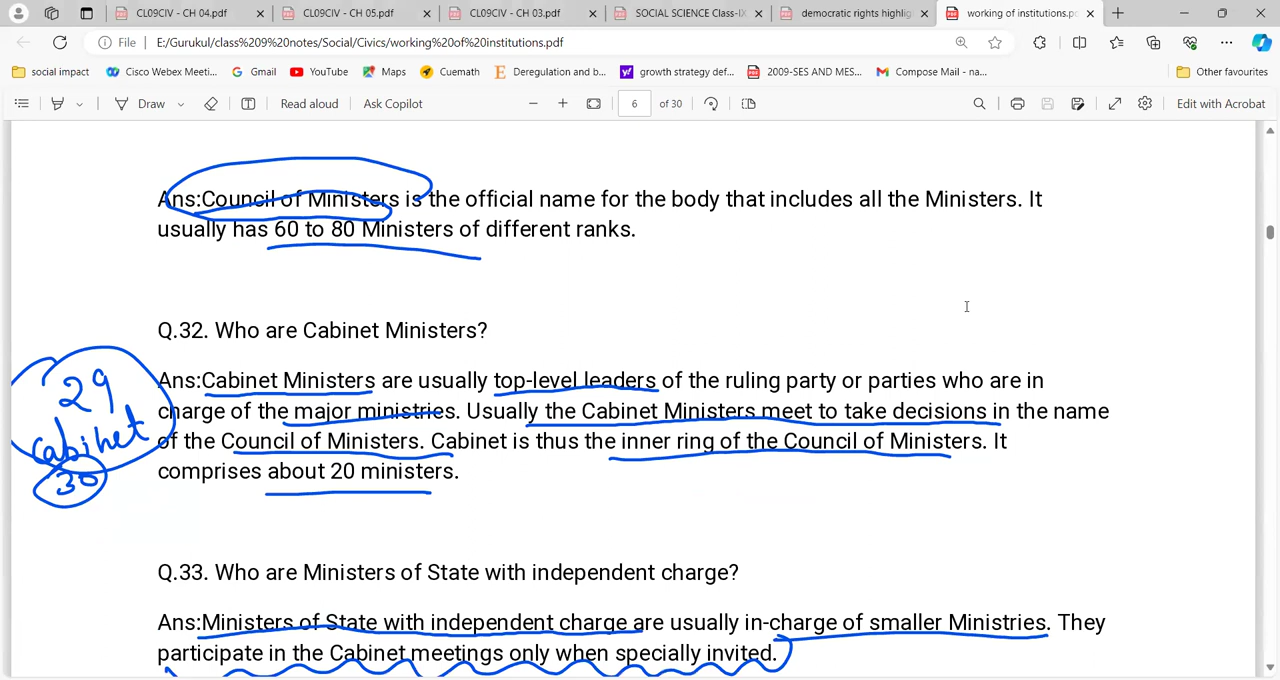 CL09CIV - CH 04.pdf
CL09CIV - CH 05.pdf
CL09CIV - CH 03.pdf
SOCIAL SCIENCE Class-IX
democratic rights highlig
working of institutions.p
File E:/Gurukul/class%209%20notes/Social/Civics/working%20of%20institutions.pdf
social impact Cisco Webex Meeti... Gmail YouTube Maps Cuemath Deregulation and b... growth strategy def... 2009-SES AND MES... Compose Mail - na... Other favourites
Draw Read aloud Ask Copilot 6 of 30 Edit with Acrobat
Ans:Council of Ministers is the official name for the body that includes all the Ministers. It
usually has 60 to 80 Ministers of different ranks.
Q.32. Who are Cabinet Ministers?
Ans:Cabinet Ministers are usually top-level leaders of the ruling party or parties who are in
charge of the major ministries. Usually the Cabinet Ministers meet to take decisions in the name
of the Council of Ministers. Cabinet is thus the inner ring of the Council of Ministers. It
comprises about 20 ministers.
29
Cabinet
30
Q.33. Who are Ministers of State with independent charge?
Ans:Ministers of State with independent charge are usually in-charge of smaller Ministries. They
participate in the Cabinet meetings only when specially invited.